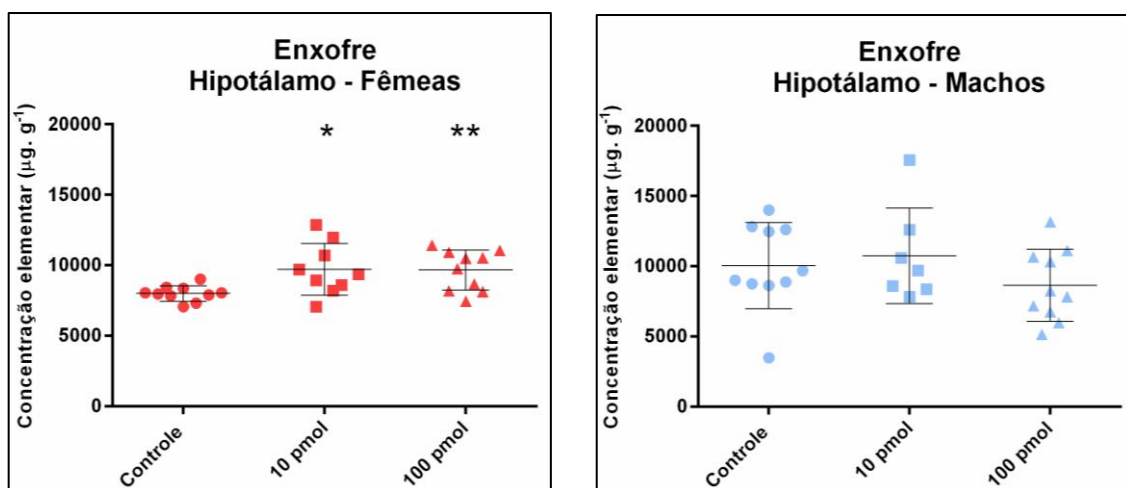 Enxofre
Hipotálamo - Fêmeas
Concentração elementar (µg. g⁻¹)
20000
15000
10000
5000
0
*
**
Controle
10 pmol
100 pmol
Enxofre
Hipotálamo - Machos
Concentração elementar (µg. g⁻¹)
20000
15000
10000
5000
0
Controle
10 pmol
100 pmol